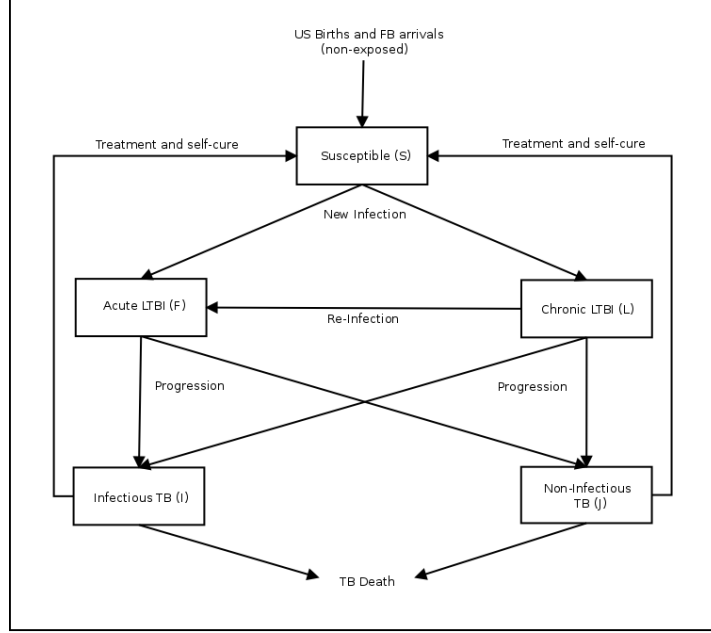 US Births and FB arrivals
(non-exposed)
Treatment and self-cure
Treatment and self-cure
Susceptible (S)
New Infection
Acute LTBI (F)
Chronic LTBI (L)
Re-Infection
Progression
Progression
Infectious TB (I)
Non-Infectious
TB (J)
TB Death